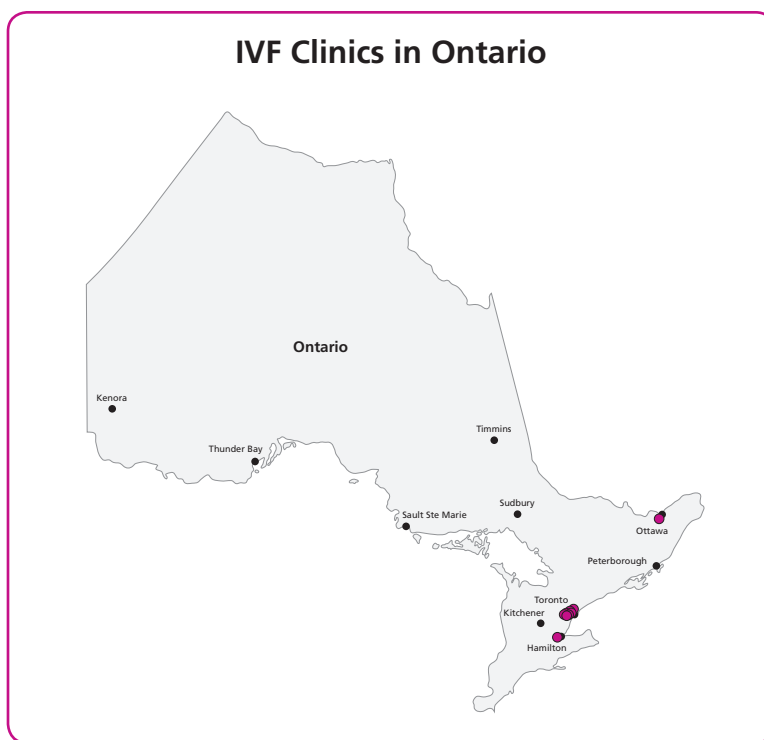 IVF Clinics in Ontario
Ontario
Kenora
Timmins
Thunder Bay
Sudbury
Sault Ste Marie
Ottawa
Peterborough
Toronto
Kitchener
Hamilton